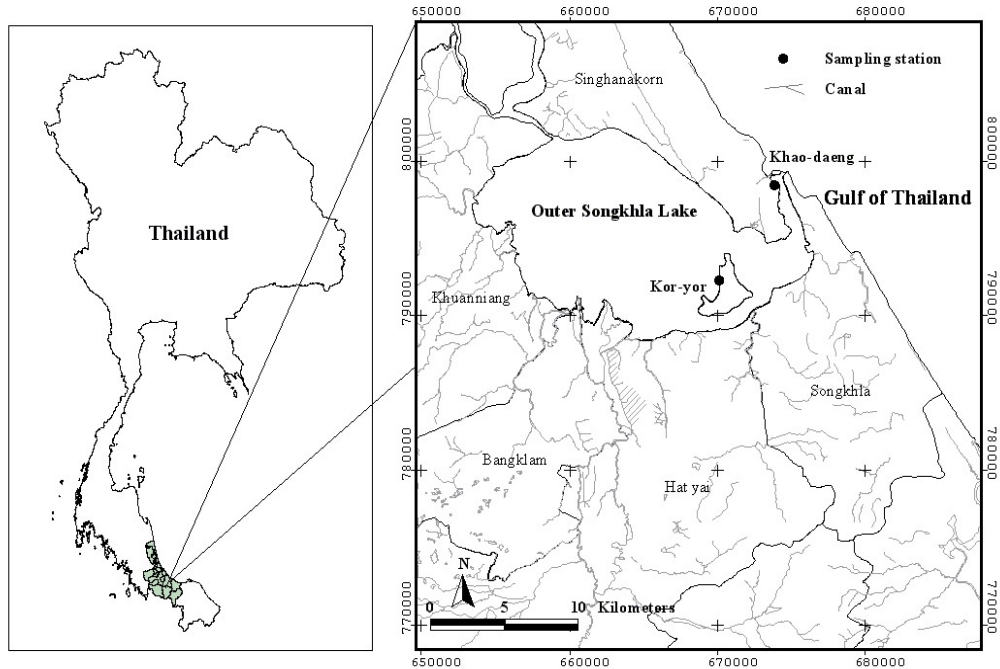 650000 660000 670000 680000
Sampling station
Canal
Singhanakorn
800000
800000
Khao-daeng
Gulf of Thailand
Outer Songkhla Lake
Thailand
Kor-yor
Khuanniang
790000
790000
Songkhla
780000
780000
Bangklam
Hat yai
N
0 5 10 Kilometers
770000
770000
650000 660000 670000 680000